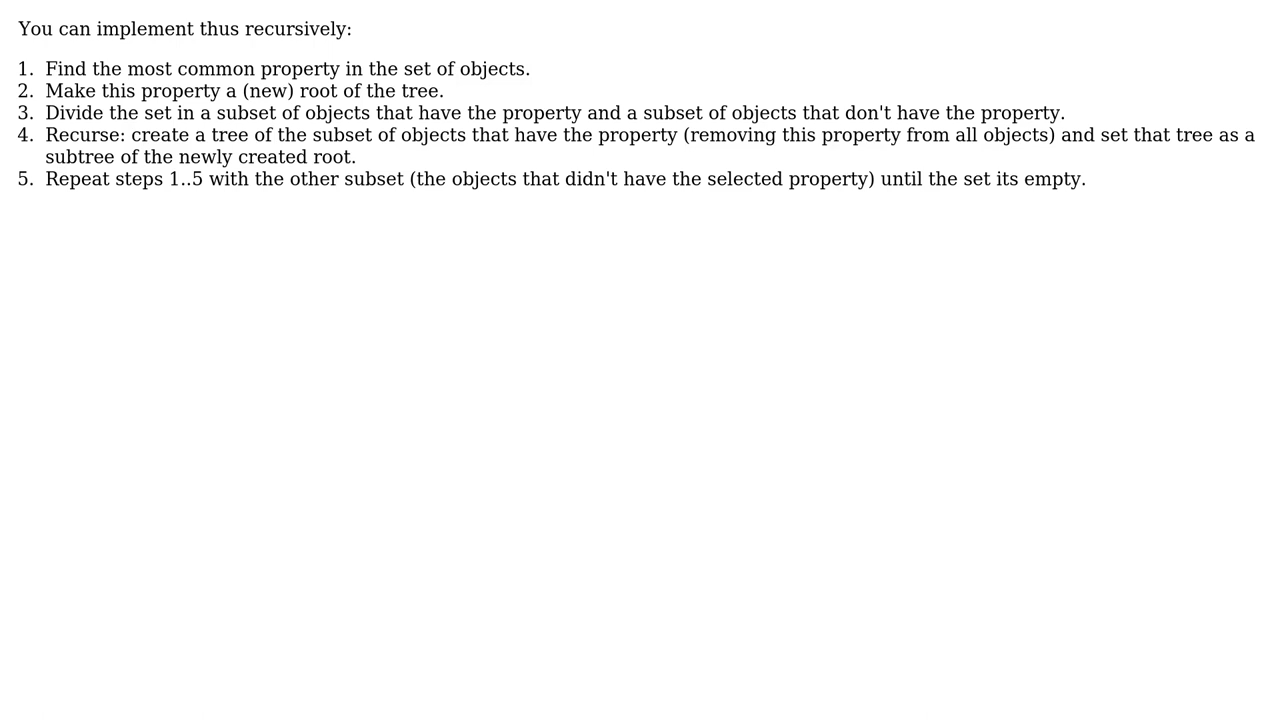 You can implement thus recursively:
1. Find the most common property in the set of objects.
2. Make this property a (new) root of the tree.
3. Divide the set in a subset of objects that have the property and a subset of objects that don't have the property.
4. Recurse: create a tree of the subset of objects that have the property (removing this property from all objects) and set that tree as a
subtree of the newly created root.
5. Repeat steps 1..5 with the other subset (the objects that didn't have the selected property) until the set its empty.